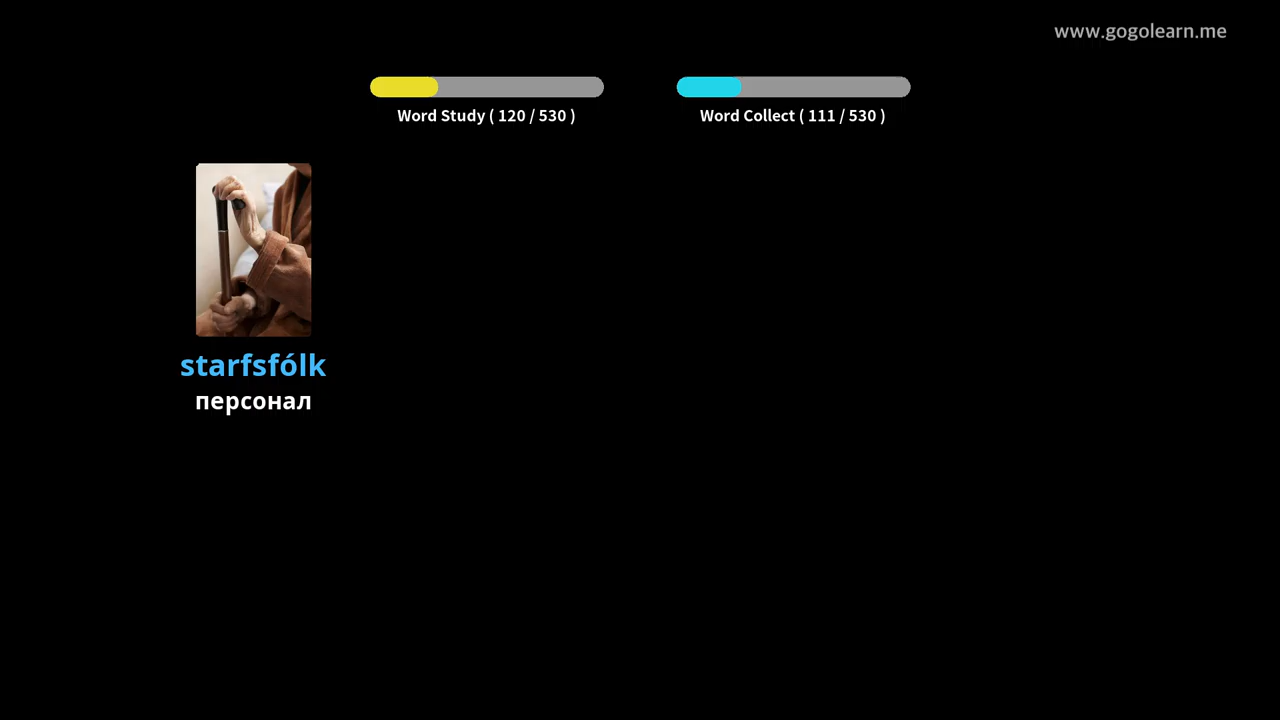 www.gogolearn.me
Word Study ( 120 / 530 )
Word Collect ( 111 / 530 )
starfsfólk
персонал